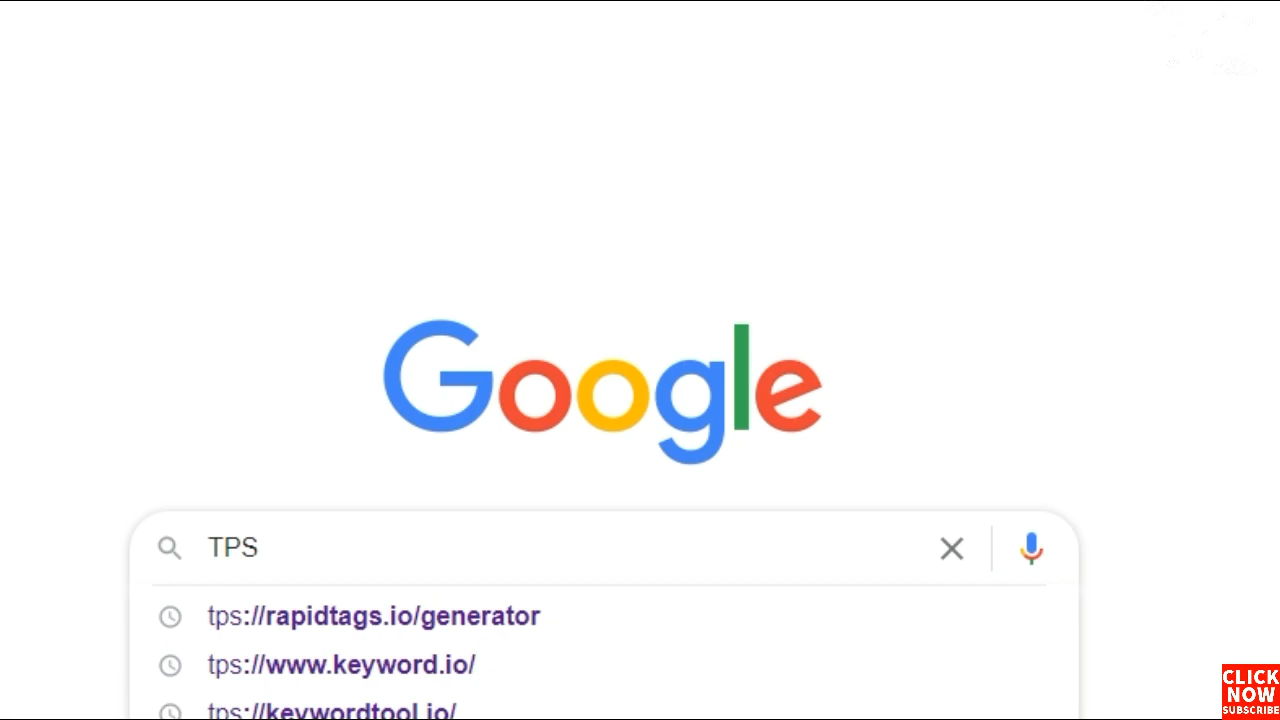 Google
TPS
tps://rapidtags.io/generator
tps://www.keyword.io/
tps://keywordtool.io/
CLICK
NOW
SUBSCRIBE